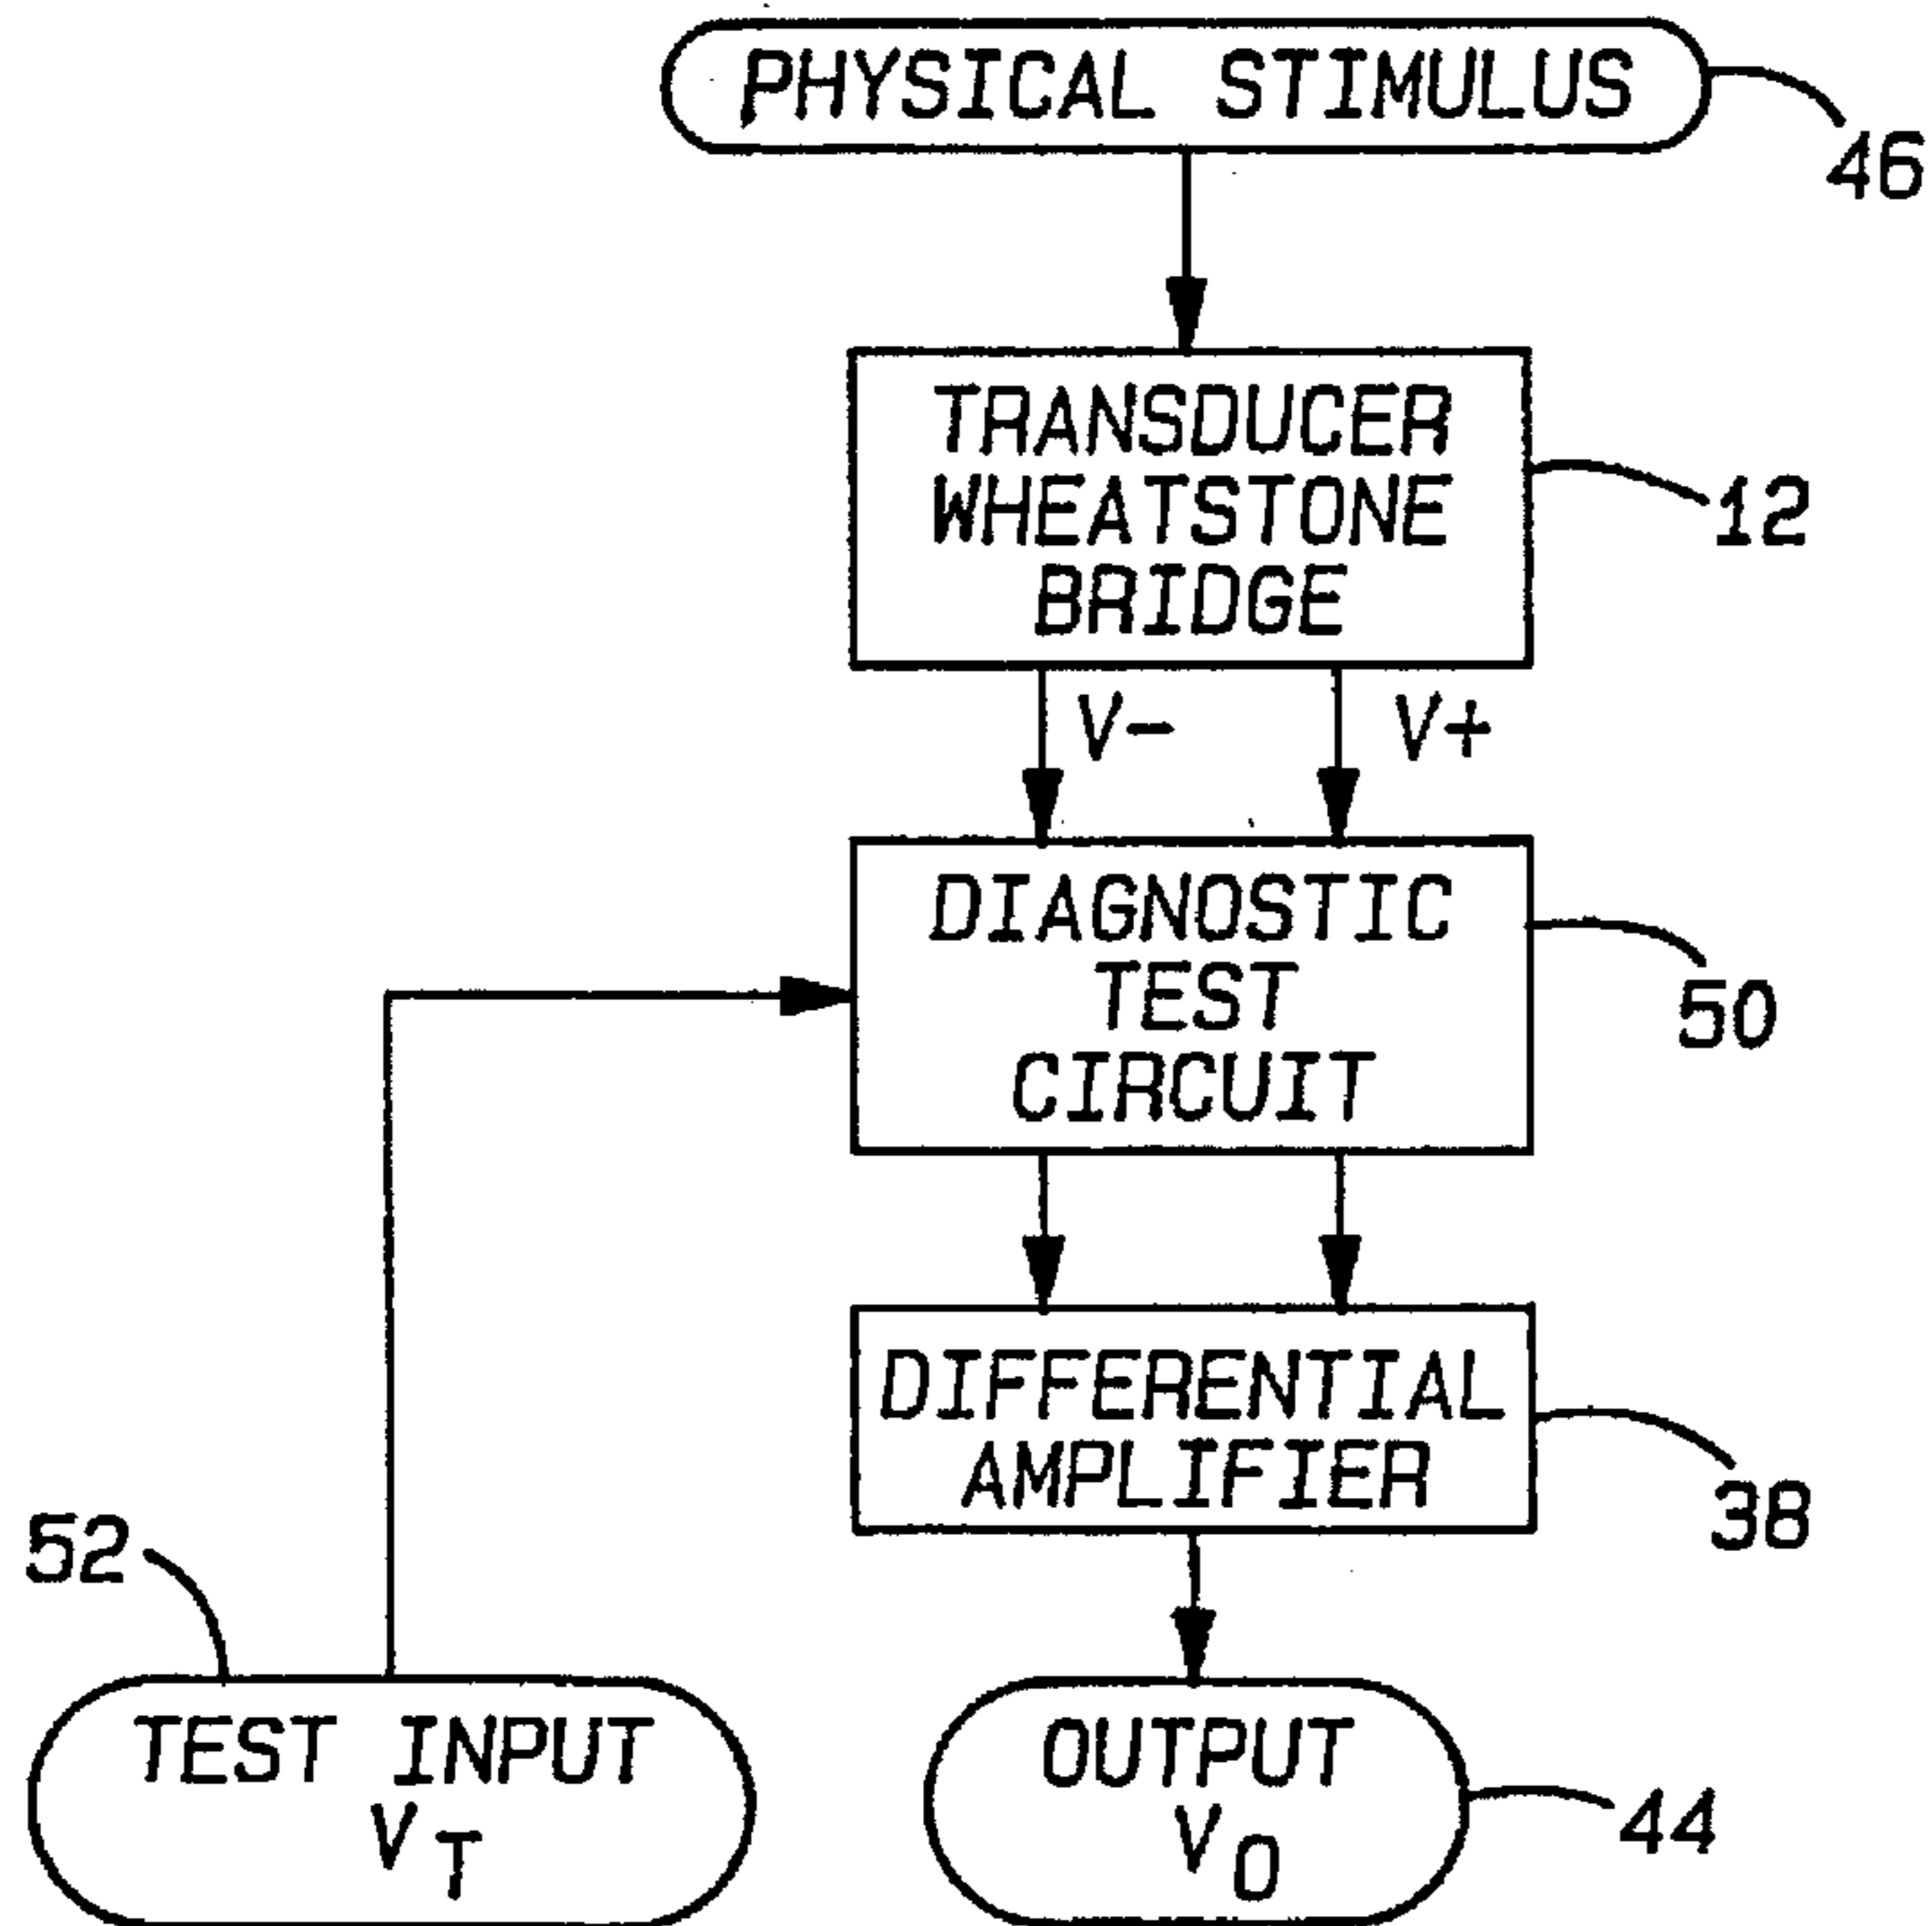 PHYSICAL STIMULUS
46
TRANSDUCER
WHEATSTONE
BRIDGE
12
V- V+
DIAGNOSTIC
TEST
CIRCUIT
50
DIFFERENTIAL
AMPLIFIER
38
52
TEST INPUT
VT
OUTPUT
VO
44